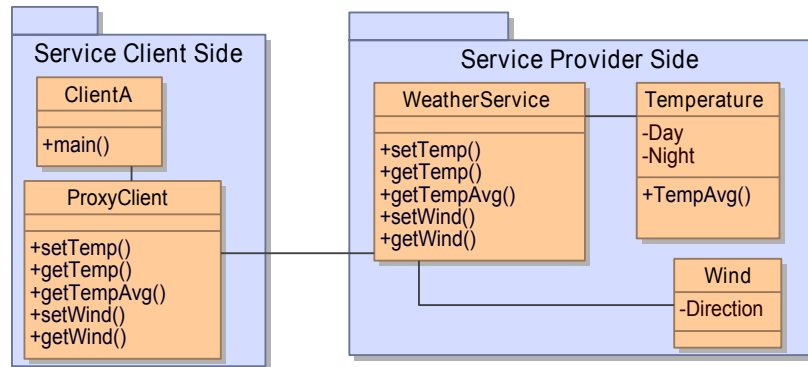 Service Client Side
ClientA
+main()
ProxyClient
+setTemp()
+getTemp()
+getTempAvg()
+setWind()
+getWind()
Service Provider Side
WeatherService
+setTemp()
+getTemp()
+getTempAvg()
+setWind()
+getWind()
Temperature
-Day
-Night
+TempAvg()
Wind
-Direction